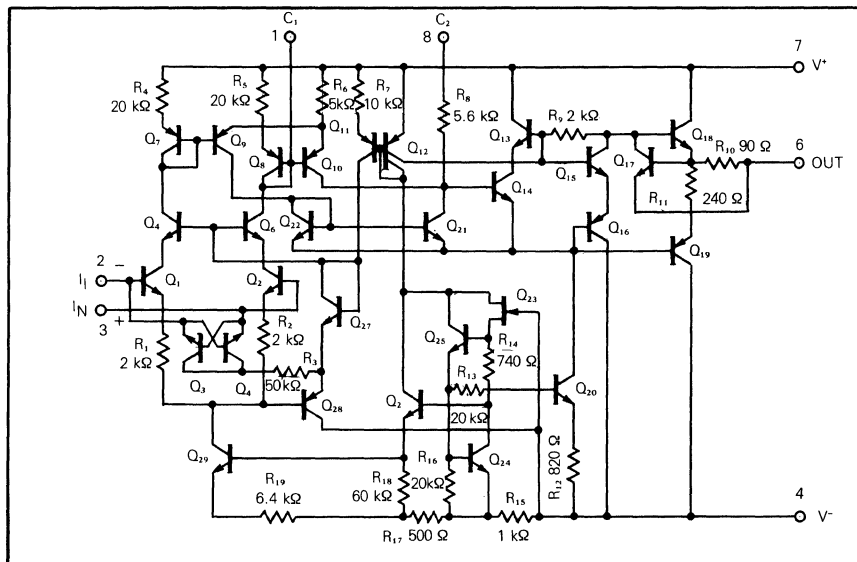 C₁
1
C₂
8
7
V⁺
R₄
20 kΩ
R₅
20 kΩ
R₆
5kΩ
R₇
10 kΩ
R₈
5.6 kΩ
R₉ 2 kΩ
Q₇
Q₉
Q₈
Q₁₀
Q₁₁
Q₁₂
Q₁₃
Q₁₄
Q₁₅
Q₁₇
Q₁₈
R₁₀ 90 Ω
6
OUT
R₁₁
240 Ω
Q₄
Q₆
Q₂₂
Q₂₁
Q₁₆
Q₁₉
2 −
I_I
Q₁
Q₂
I_N
3 +
Q₂₇
Q₂₃
R₁
2 kΩ
R₂
2 kΩ
Q₃
Q₄
R₃
50kΩ
Q₂₅
R₁₄
740 Ω
R₁₃
20 kΩ
Q₂₀
Q₂₈
Q₂
Q₂₉
R₁₉
6.4 kΩ
R₁₈
60 kΩ
R₁₆
20kΩ
Q₂₄
R₁₂ 820 Ω
R₁₇ 500 Ω
R₁₅
1 kΩ
4
V⁻